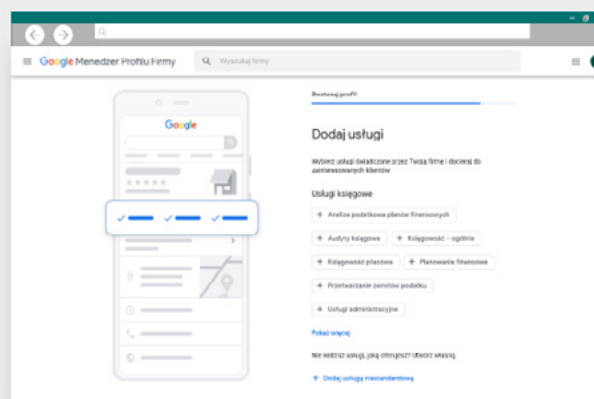 Google Menedżer Profilu Firmy
Wyszukaj firmy
Dostosuj profil
Google
Dodaj usługi
Wybierz usługi świadczone przez Twoją firmę i docieraj do
zainteresowanych klientów
Usługi księgowe
+ Analiza podatkowa planów finansowych
+ Audyty księgowe + Księgowość – ogólnie
+ Księgowość płacowa + Planowanie finansowe
+ Przetwarzanie zwrotów podatku
+ Usługi administracyjne
Pokaż więcej
Nie widzisz usługi, jaką oferujesz? Utwórz własną.
+ Dodaj usługę niestandardową